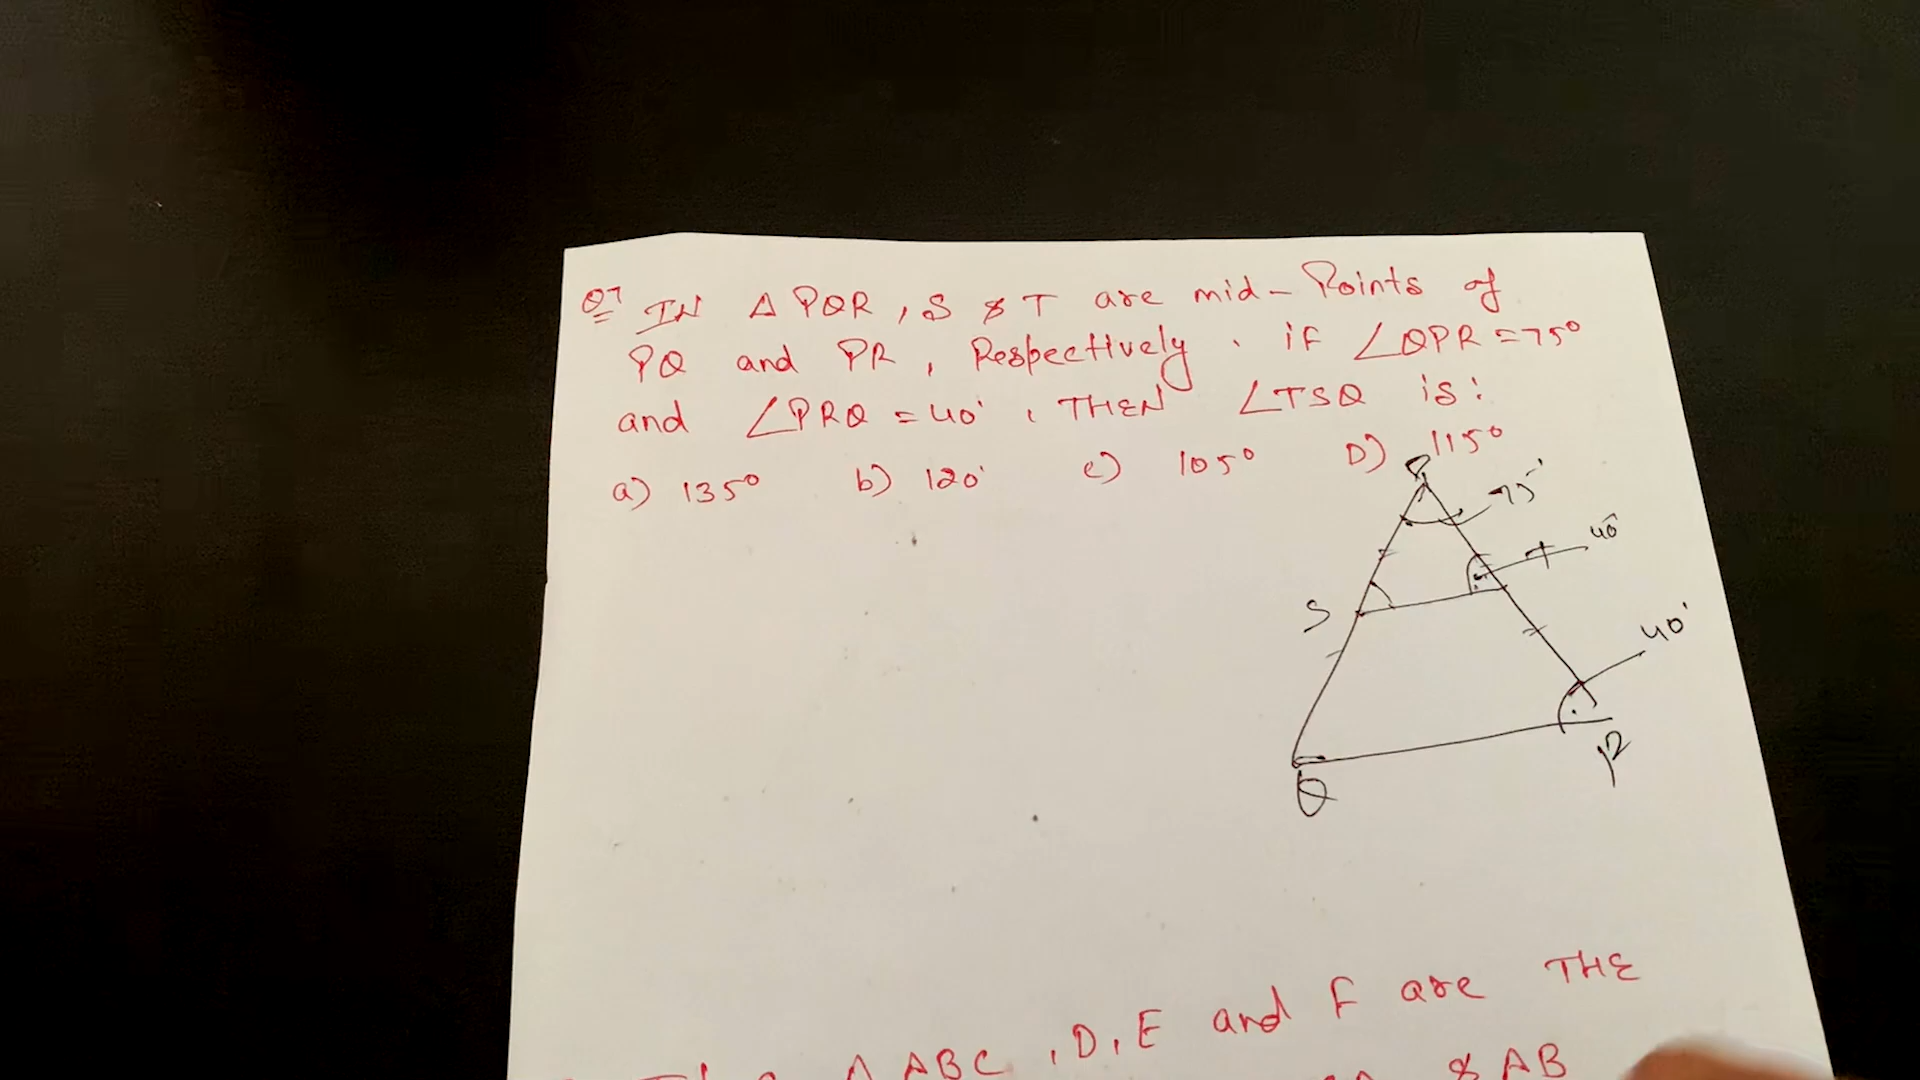 Q7 IN Δ PQR, S & T are mid-Points of
PQ and PR, Respectively. if ∠QPR = 75°
and ∠PRQ = 40°, THEN ∠TSQ is:
a) 135° b) 120° c) 105° D) 115°
P
75°
40°
S
40°
R
Q
Δ ABC, D, E and F are THE
& AB